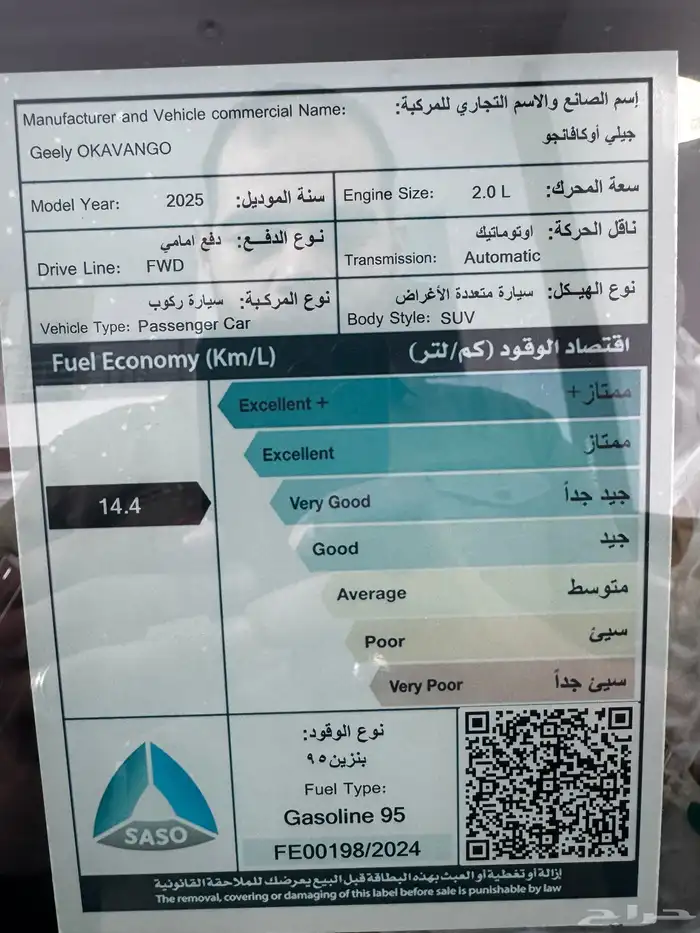 Manufacturer and Vehicle commercial Name:
إسم الصانع والاسم التجاري للمركبة:
Geely OKAVANGO
جيلي أوكافانجو
Model Year: 2025 سنة الموديل:
Engine Size: 2.0 L سعة المحرك:
نوع الدفع: دفع امامي
Drive Line: FWD
ناقل الحركة: اوتوماتيك
Transmission: Automatic
نوع المركبة: سيارة ركوب
Vehicle Type: Passenger Car
نوع الهيكل: سيارة متعددة الأغراض
Body Style: SUV
Fuel Economy (Km/L) اقتصاد الوقود (كم/لتر)
Excellent + ممتاز+
Excellent ممتاز
14.4
Very Good جيد جداً
Good جيد
Average متوسط
Poor سيئ
Very Poor سيئ جداً
SASO
نوع الوقود:
بنزين ٩٥
Fuel Type:
Gasoline 95
FE00198/2024
إزالة أو تغطية أو العبث بهذه البطاقة قبل البيع يعرضك للملاحقة القانونية
The removal, covering or damaging of this label before sale is punishable by law
حراج